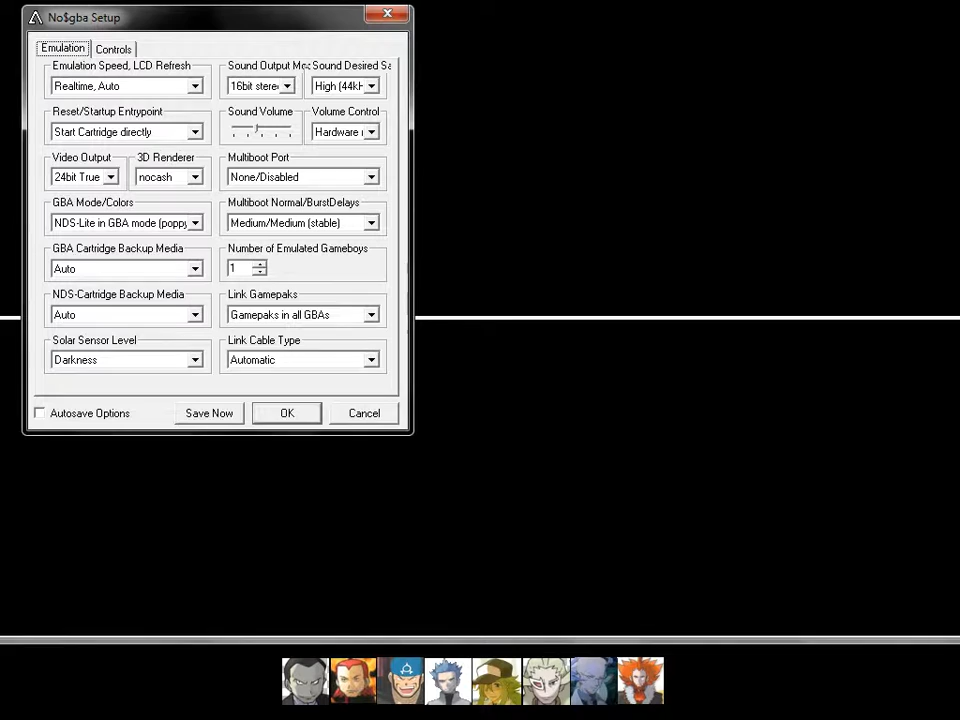 No$gba Setup
Emulation Controls
Emulation Speed, LCD Refresh
Realtime, Auto
Reset/Startup Entrypoint
Start Cartridge directly
Video Output 3D Renderer
24bit True nocash
GBA Mode/Colors
NDS-Lite in GBA mode (poppy
GBA Cartridge Backup Media
Auto
NDS-Cartridge Backup Media
Auto
Solar Sensor Level
Darkness
Sound Output Mo Sound Desired Sa
16bit stere High (44kH
Sound Volume Volume Control
Hardware
Multiboot Port
None/Disabled
Multiboot Normal/BurstDelays
Medium/Medium (stable)
Number of Emulated Gameboys
1
Link Gamepaks
Gamepaks in all GBAs
Link Cable Type
Automatic
Autosave Options Save Now OK Cancel